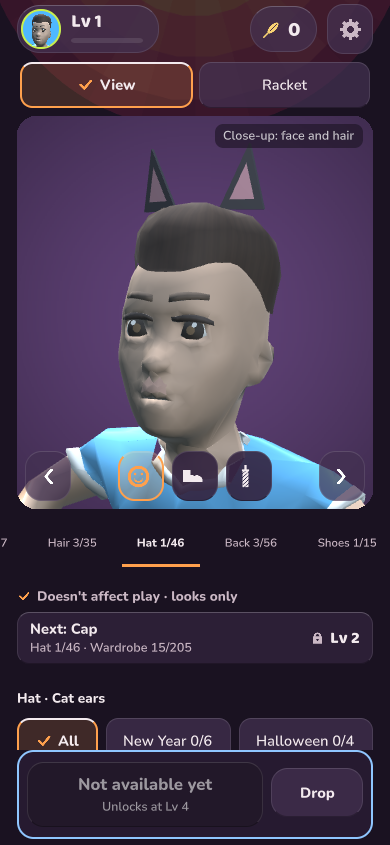 Lv 1
0
View
Racket
Close-up: face and hair
7
Hair 3/35
Hat 1/46
Back 3/56
Shoes 1/15
Doesn't affect play · looks only
Next: Cap
Hat 1/46 · Wardrobe 15/205
Lv 2
Hat · Cat ears
All
New Year 0/6
Halloween 0/4
Not available yet
Unlocks at Lv 4
Drop